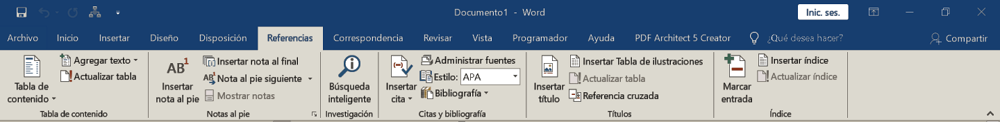 Documento1 - Word
Inic. ses.
Archivo Inicio Insertar Diseño Disposición Referencias Correspondencia Revisar Vista Programador Ayuda PDF Architect 5 Creator ¿Qué desea hacer? Compartir
Tabla de
contenido
Agregar texto
Actualizar tabla
Tabla de contenido
AB1
Insertar
nota al pie
Insertar nota al final
Nota al pie siguiente
Mostrar notas
Notas al pie
Búsqueda
inteligente
Investigación
Insertar
cita
Administrar fuentes
Estilo: APA
Bibliografía
Citas y bibliografía
Insertar
título
Insertar Tabla de ilustraciones
Actualizar tabla
Referencia cruzada
Títulos
Marcar
entrada
Insertar índice
Actualizar índice
Índice